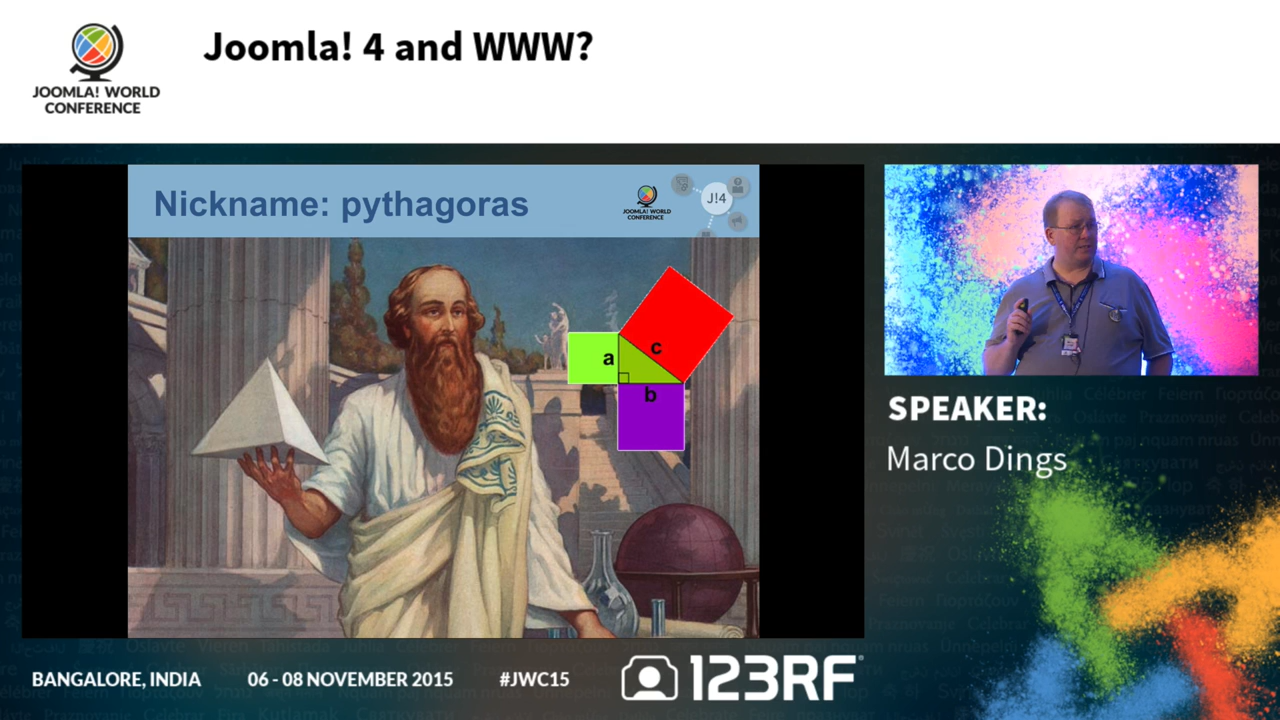 JOOMLA! WORLD
CONFERENCE
Joomla! 4 and WWW?
Nickname: pythagoras
JOOMLA! WORLD
CONFERENCE
J!4
a
c
b
SPEAKER:
Marco Dings
BANGALORE, INDIA
06 - 08 NOVEMBER 2015
#JWC15
123RF